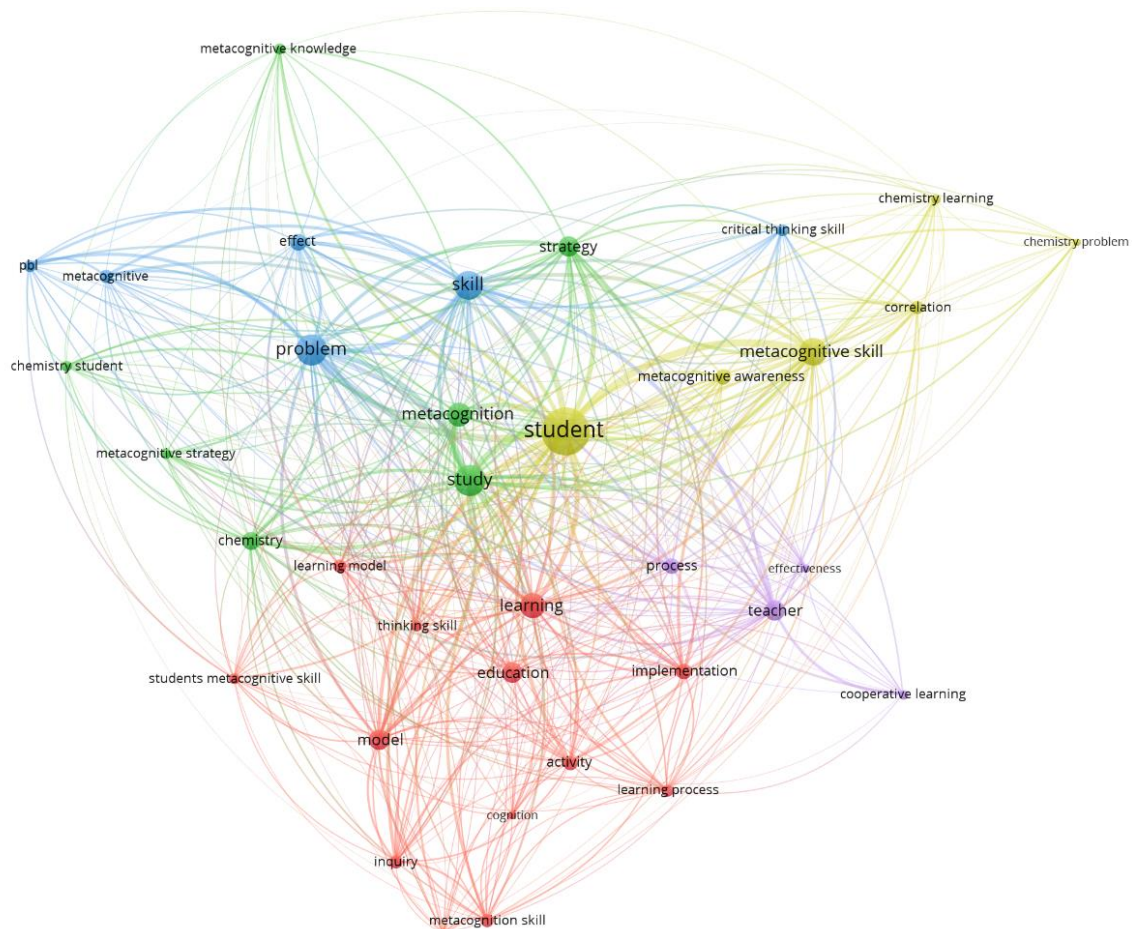 metacognitive knowledge
chemistry learning
critical thinking skill
chemistry problem
effect
strategy
pbl
metacognitive
skill
correlation
problem
metacognitive skill
chemistry student
metacognitive awareness
metacognition
student
metacognitive strategy
study
chemistry
learning model
process
effectiveness
learning
teacher
thinking skill
students metacognitive skill
education
implementation
cooperative learning
model
activity
learning process
cognition
inquiry
metacognition skill